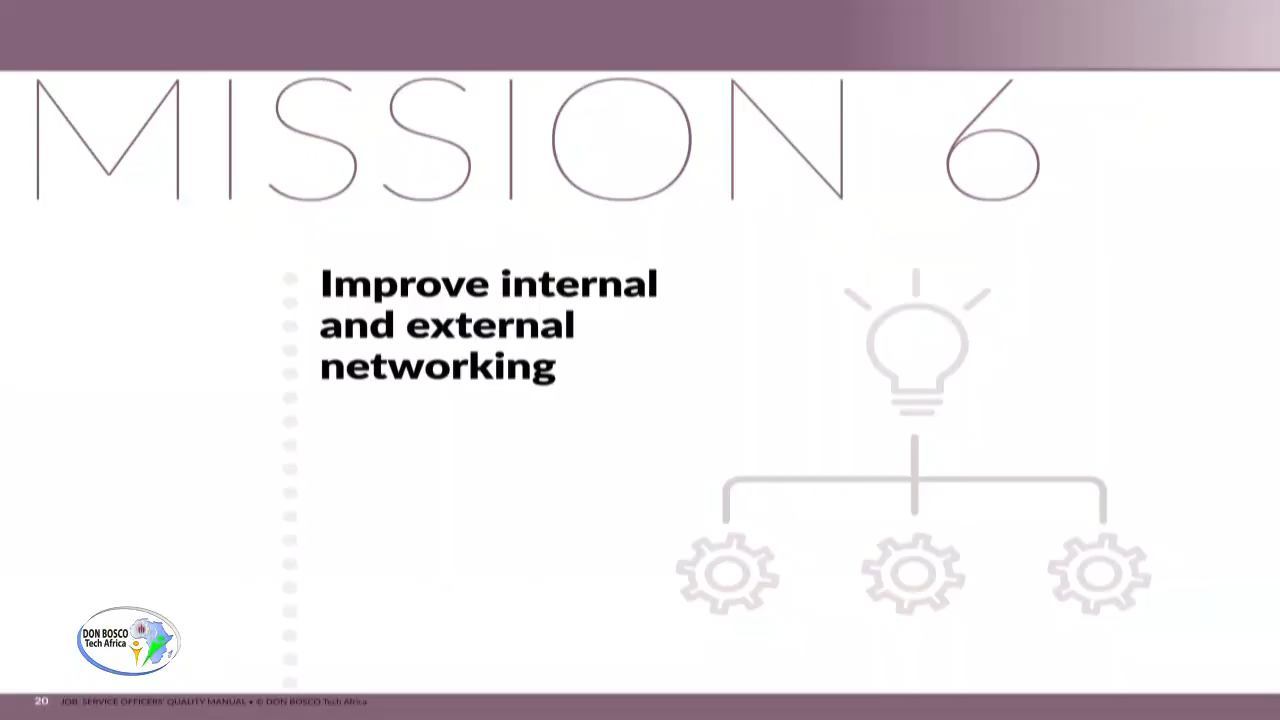 MISSION 6
Improve internal
and external
networking
DON BOSCO
Tech Africa
20 JOB SERVICE OFFICERS' QUALITY MANUAL • © DON BOSCO Tech Africa